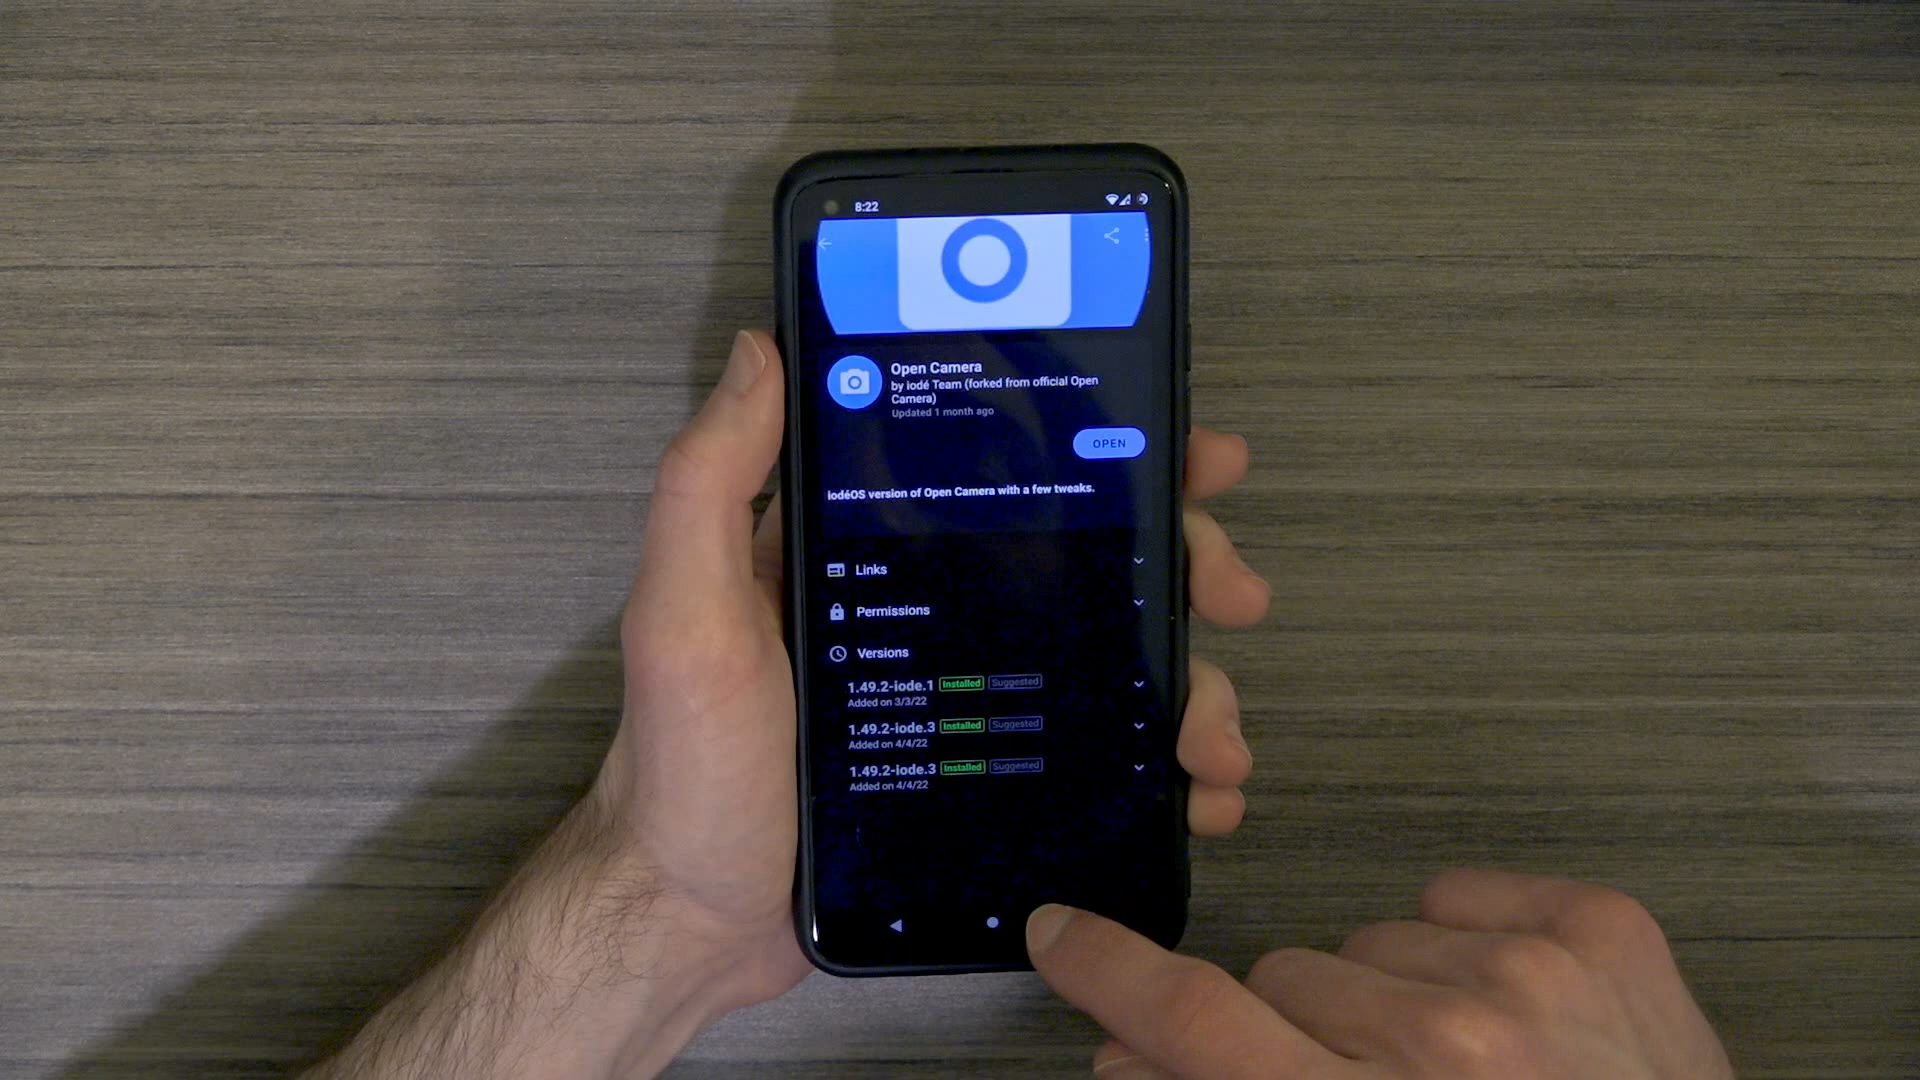 8:22
Open Camera
by iodé Team (forked from official Open
Camera)
Updated 1 month ago
OPEN
iodéOS version of Open Camera with a few tweaks.
Links
Permissions
Versions
1.49.2-iode.1 Installed Suggested
Added on 3/3/22
1.49.2-iode.3 Installed Suggested
Added on 4/4/22
1.49.2-iode.3 Installed Suggested
Added on 4/4/22